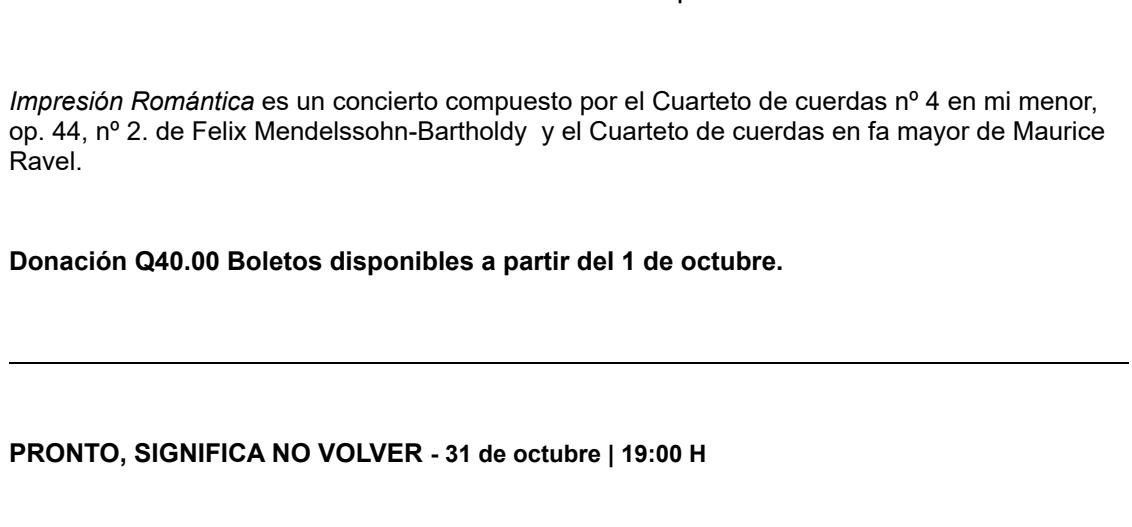 Impresión Romántica es un concierto compuesto por el Cuarteto de cuerdas nº 4 en mi menor,
op. 44, nº 2. de Felix Mendelssohn-Bartholdy  y el Cuarteto de cuerdas en fa mayor de Maurice
Ravel.
Donación Q40.00 Boletos disponibles a partir del 1 de octubre.
PRONTO, SIGNIFICA NO VOLVER - 31 de octubre | 19:00 H